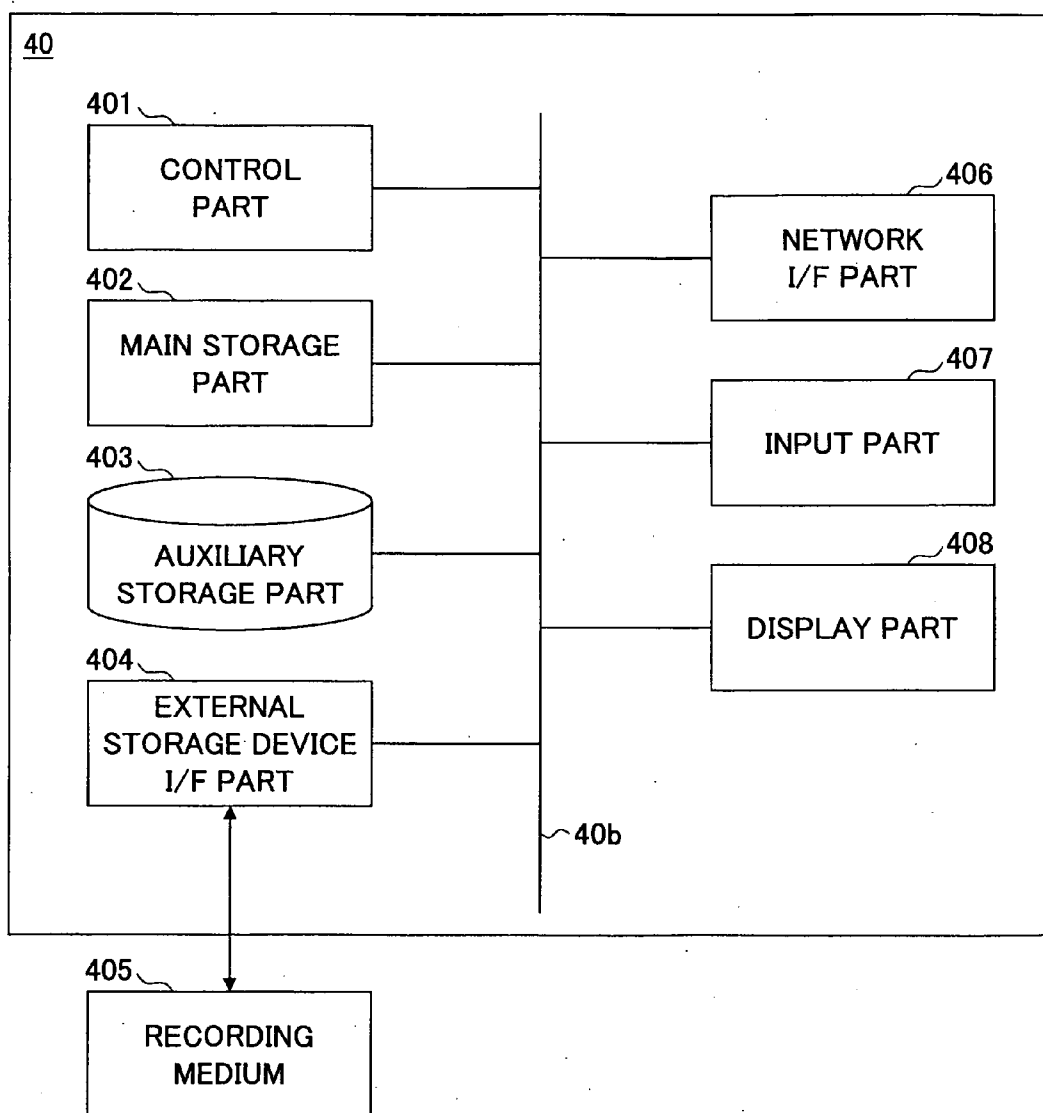 40
401
CONTROL
PART
402
MAIN STORAGE
PART
403
AUXILIARY
STORAGE PART
404
EXTERNAL
STORAGE DEVICE
I/F PART
405
RECORDING
MEDIUM
406
NETWORK
I/F PART
407
INPUT PART
408
DISPLAY PART
40b